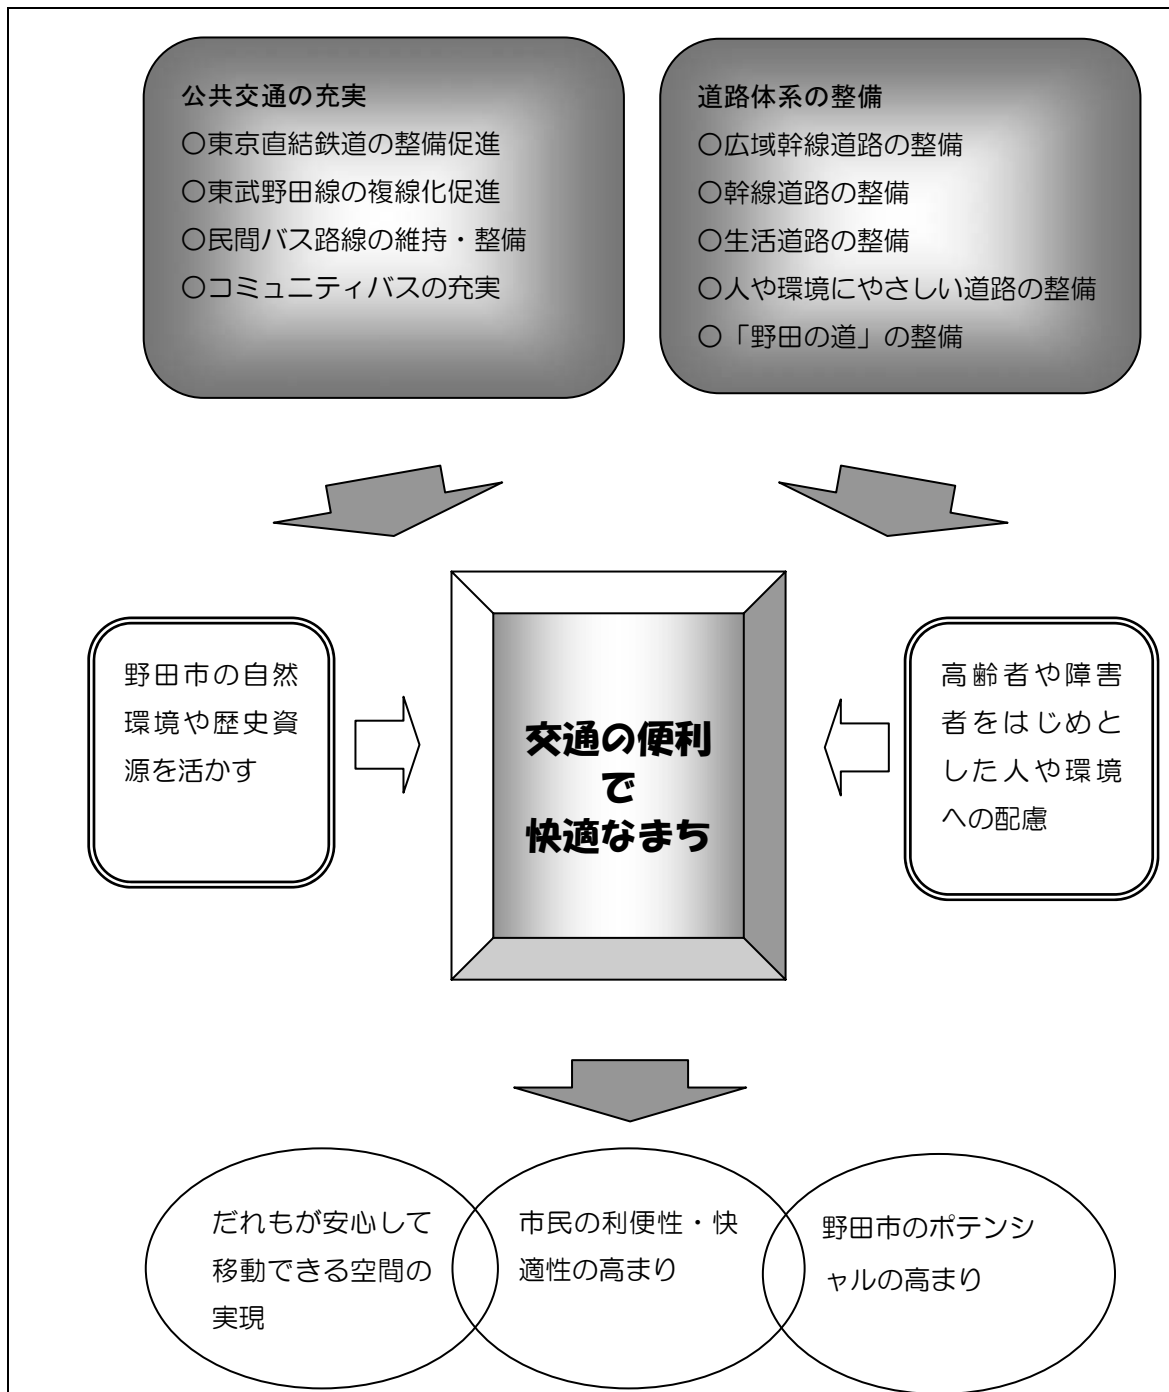 公共交通の充実
○東京直結鉄道の整備促進
○東武野田線の複線化促進
○民間バス路線の維持・整備
○コミュニティバスの充実
道路体系の整備
○広域幹線道路の整備
○幹線道路の整備
○生活道路の整備
○人や環境にやさしい道路の整備
○「野田の道」の整備
野田市の自然
環境や歴史資
源を活かす
交通の便利
で
快適なまち
高齢者や障害
者をはじめと
した人や環境
への配慮
だれもが安心して
移動できる空間の
実現
市民の利便性・快
適性の高まり
野田市のポテンシ
ャルの高まり